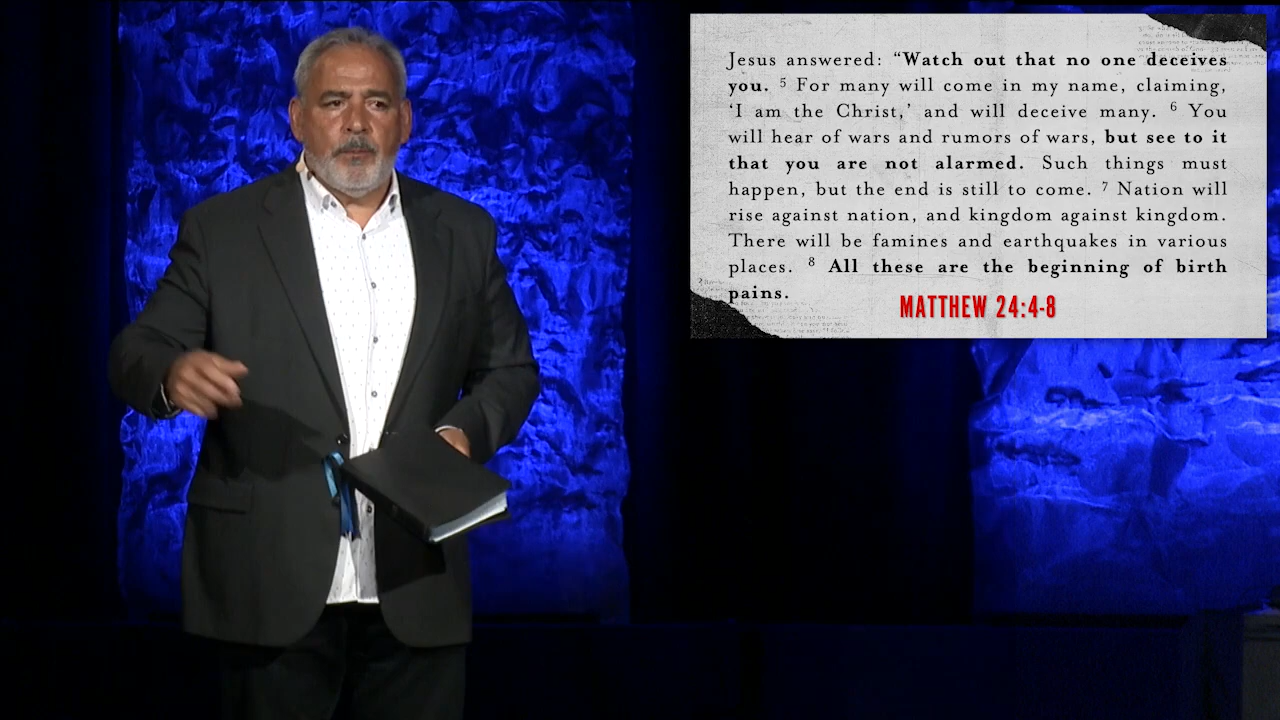 Jesus answered: “Watch out that no one deceives
you. 5 For many will come in my name, claiming,
‘I am the Christ,’ and will deceive many. 6 You
will hear of wars and rumors of wars, but see to it
that you are not alarmed. Such things must
happen, but the end is still to come. 7 Nation will
rise against nation, and kingdom against kingdom.
There will be famines and earthquakes in various
places. 8 All these are the beginning of birth
pains.
MATTHEW 24:4-8